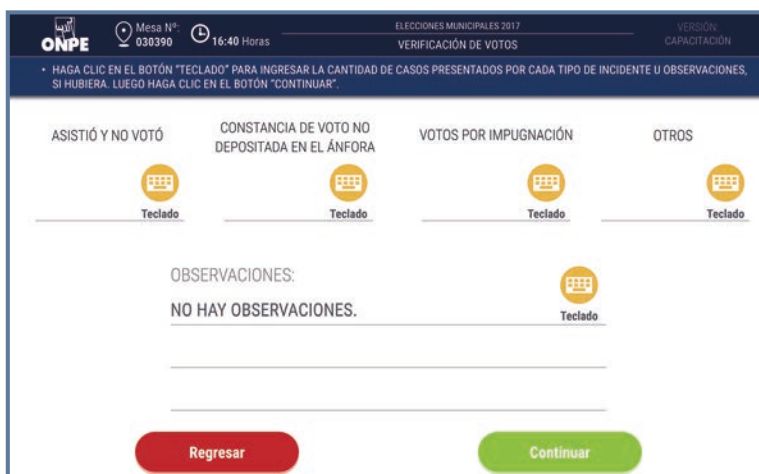 ONPE
Mesa Nº:
030390
16:40 Horas
ELECCIONES MUNICIPALES 2017
VERIFICACIÓN DE VOTOS
VERSIÓN:
CAPACITACIÓN
• HAGA CLIC EN EL BOTÓN "TECLADO" PARA INGRESAR LA CANTIDAD DE CASOS PRESENTADOS POR CADA TIPO DE INCIDENTE U OBSERVACIONES,
SI HUBIERA. LUEGO HAGA CLIC EN EL BOTÓN "CONTINUAR".
ASISTIÓ Y NO VOTÓ
CONSTANCIA DE VOTO NO
DEPOSITADA EN EL ÁNFORA
VOTOS POR IMPUGNACIÓN
OTROS
Teclado
Teclado
Teclado
Teclado
OBSERVACIONES:
NO HAY OBSERVACIONES.
Teclado
Regresar
Continuar